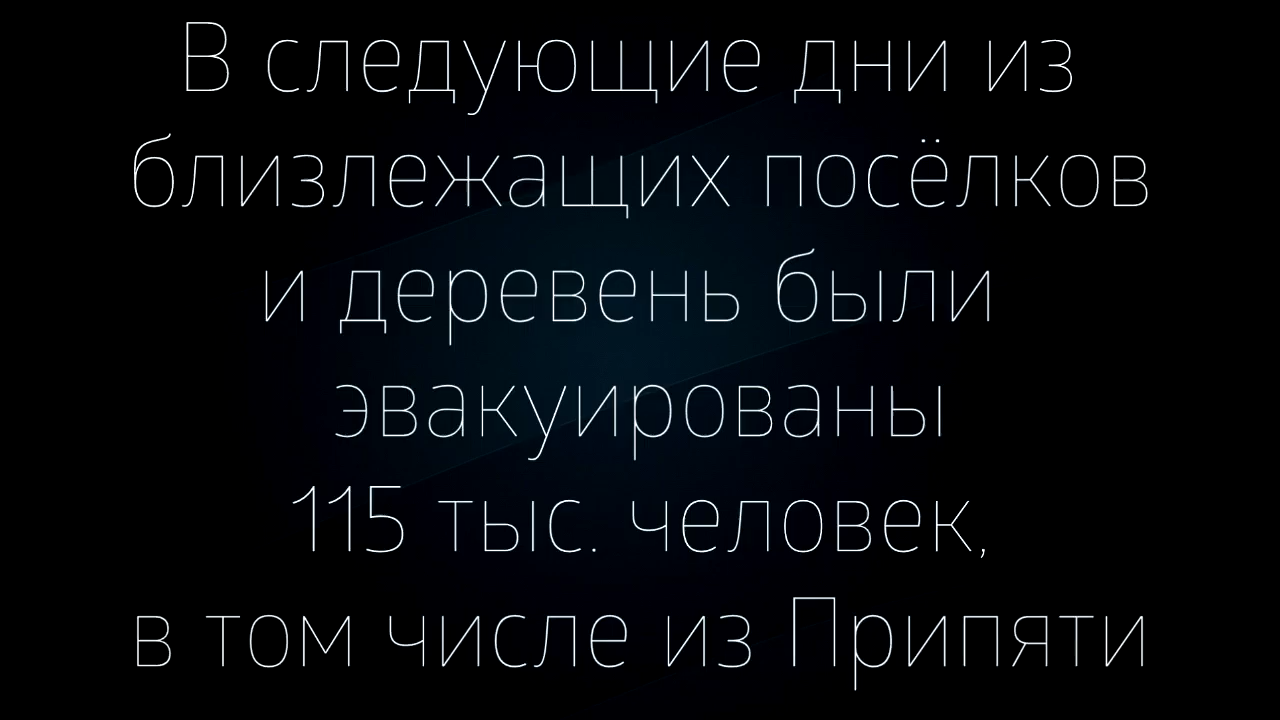 В следующие дни из
близлежащих посёлков
и деревень были
эвакуированы
115 тыс. человек,
в том числе из Припяти